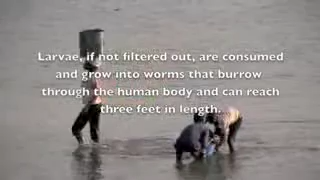 Larvae, if not filtered out, are consumed
and grow into worms that burrow
through the human body and can reach
three feet in length.